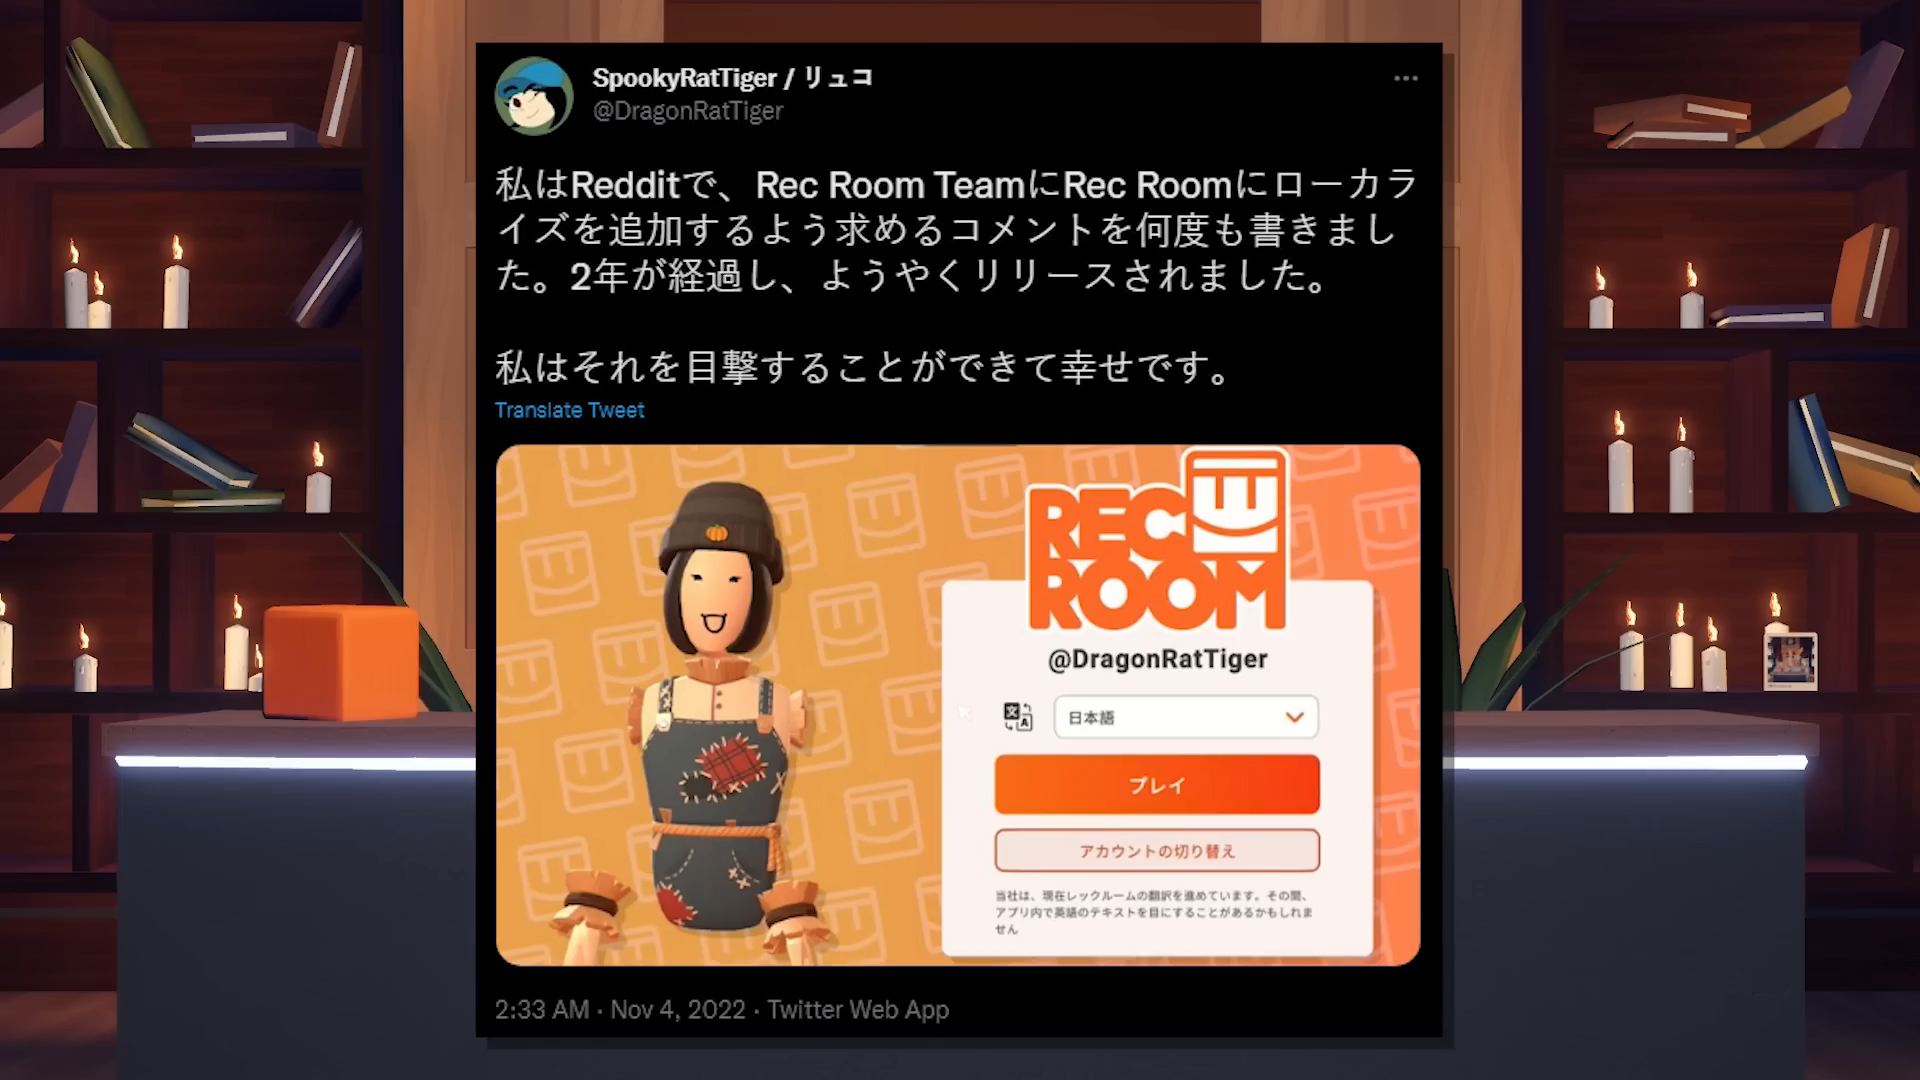 SpookyRatTiger / リュコ
@DragonRatTiger
私はRedditで、Rec Room TeamにRec Roomにローカラ
イズを追加するよう求めるコメントを何度も書きまし
た。2年が経過し、ようやくリリースされました。
私はそれを目撃することができて幸せです。
Translate Tweet
REC
ROOM
@DragonRatTiger
日本語
プレイ
アカウントの切り替え
当社は、現在レックルームの翻訳を進めています。その間、
アプリ内で英語のテキストを目にすることがあるかもしれま
せん
2:33 AM · Nov 4, 2022 · Twitter Web App